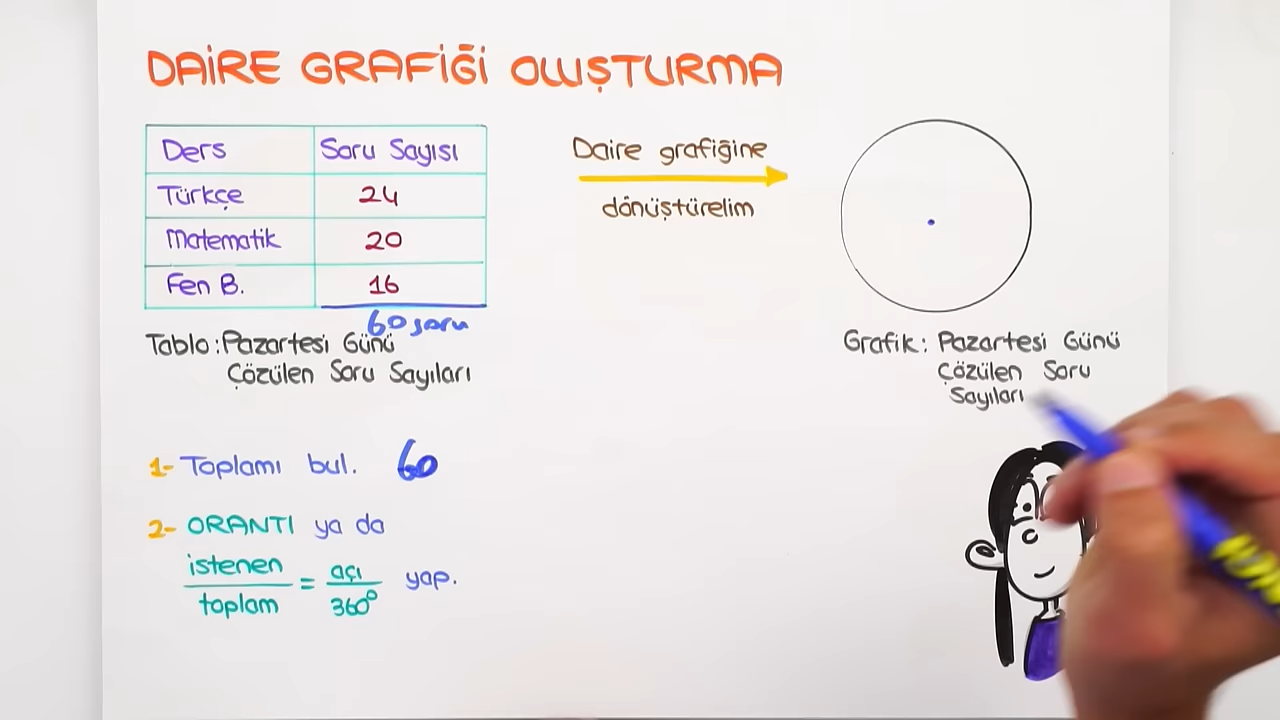 DAİRE GRAFİĞİ OLUŞTURMA
Ders Soru Sayısı
Türkçe 24
Matematik 20
Fen B. 16
60 soru
Tablo: Pazartesi Günü
Çözülen Soru Sayıları
Daire grafiğine
dönüştürelim
Grafik: Pazartesi Günü
Çözülen Soru
Sayıları
1- Toplamı bul. 60
2- ORANTI ya da
istenen = açı yap.
toplam 360°